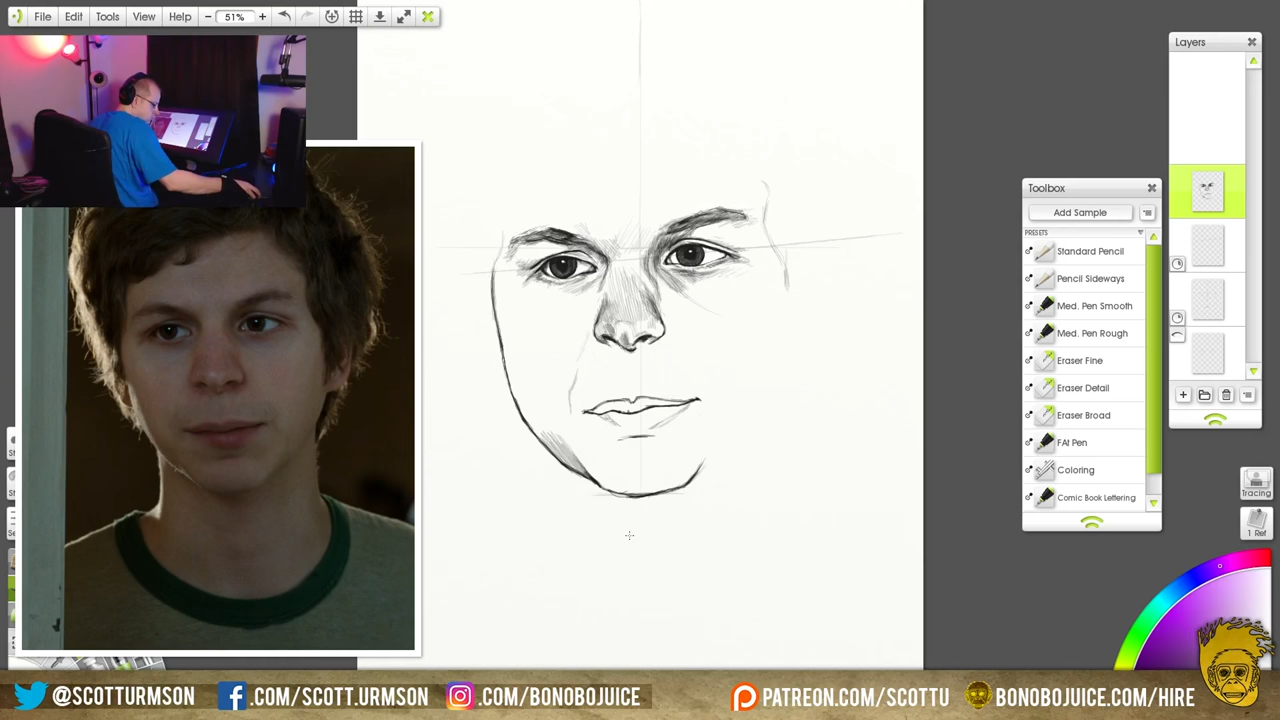 File Edit Tools View Help − 51% +
Layers
Toolbox
Add Sample
PRESETS
Standard Pencil
Pencil Sideways
Med. Pen Smooth
Med. Pen Rough
Eraser Fine
Eraser Detail
Eraser Broad
FAt Pen
Coloring
Comic Book Lettering
Tracing
1 Ref
@SCOTTURMSON
.COM/SCOTT.URMSON
.COM/BONOBOJUICE
PATREON.COM/SCOTTU
BONOBOJUICE.COM/HIRE